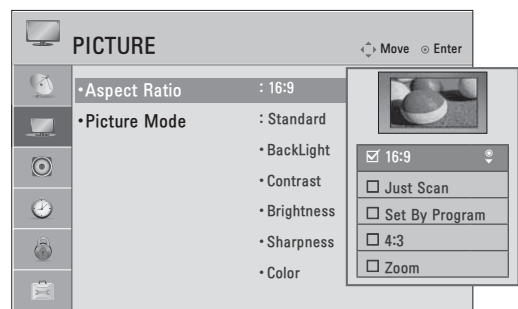 PICTURE
Move Enter
•Aspect Ratio : 16:9
•Picture Mode : Standard
•BackLight
•Contrast
•Brightness
•Sharpness
•Color
16:9
Just Scan
Set By Program
4:3
Zoom